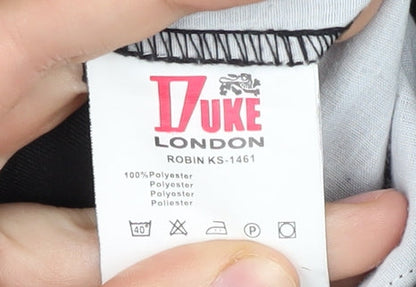 DUKE
LONDON
ROBIN KS-1461
100%Polyester
Polyester
Polyester
Poliester
40°
P